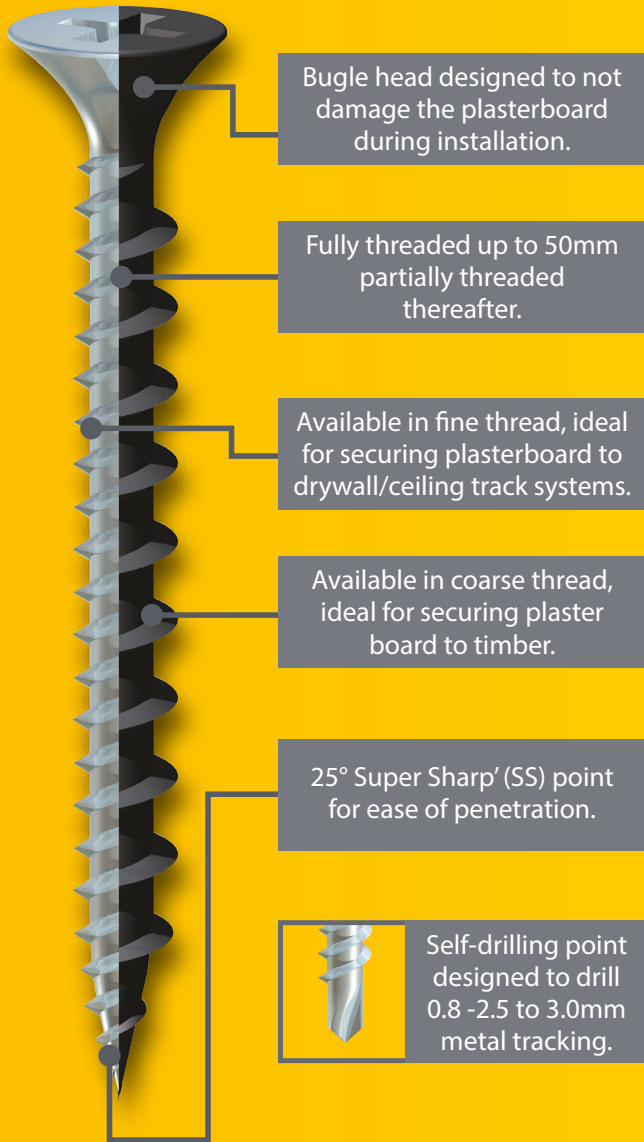 Bugle head designed to not
damage the plasterboard
during installation.
Fully threaded up to 50mm
partially threaded
thereafter.
Available in fine thread, ideal
for securing plasterboard to
drywall/ceiling track systems.
Available in coarse thread,
ideal for securing plaster
board to timber.
25° Super Sharp’ (SS) point
for ease of penetration.
Self-drilling point
designed to drill
0.8 -2.5 to 3.0mm
metal tracking.